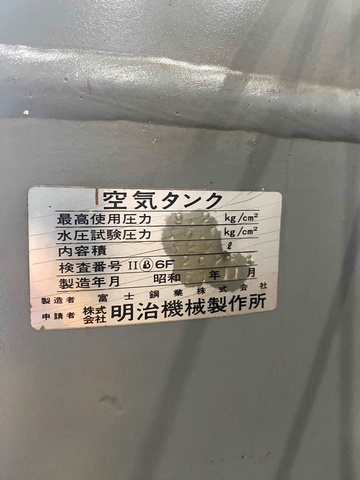 空気タンク
最高使用圧力 kg/cm²
水圧試験圧力 kg/cm²
内容積 ℓ
検査番号 II Ⓑ 6F
製造年月 昭和 年 月
製造者 富士鋼業株式会社
申請者 株式会社 明治機械製作所